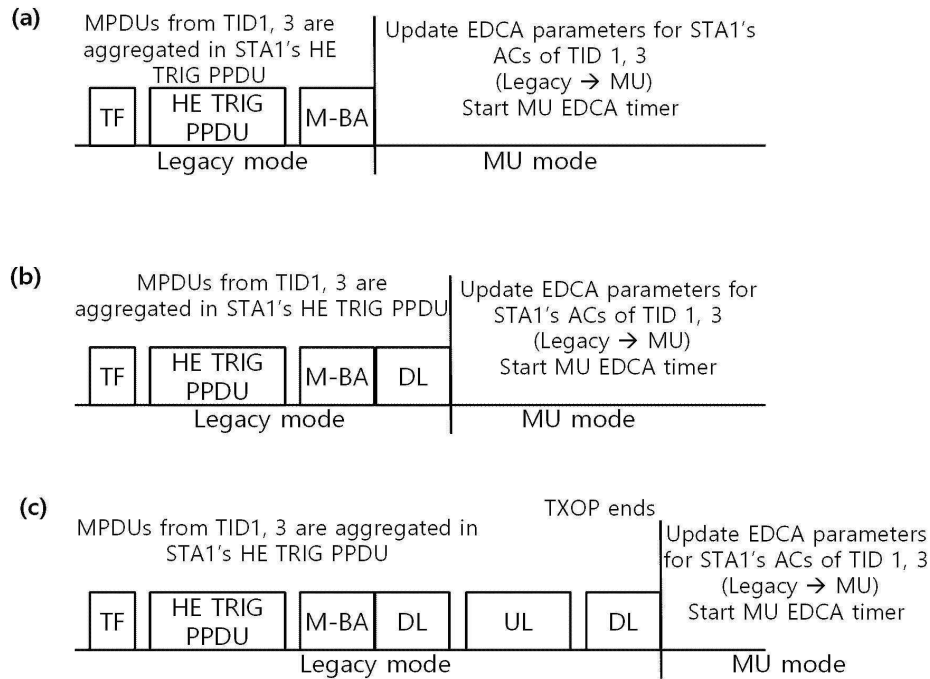 (a)
MPDUs from TID1, 3 are
aggregated in STA1's HE
TRIG PPDU
Update EDCA parameters for STA1's
ACs of TID 1, 3
(Legacy → MU)
Start MU EDCA timer
TF
HE TRIG
PPDU
M-BA
Legacy mode
MU mode
(b)
MPDUs from TID1, 3 are
aggregated in STA1's HE TRIG PPDU
Update EDCA parameters for
STA1's ACs of TID 1, 3
(Legacy → MU)
Start MU EDCA timer
TF
HE TRIG
PPDU
M-BA
DL
Legacy mode
MU mode
(c)
TXOP ends
MPDUs from TID1, 3 are aggregated in
STA1's HE TRIG PPDU
Update EDCA parameters
for STA1's ACs of TID 1, 3
(Legacy → MU)
Start MU EDCA timer
TF
HE TRIG
PPDU
M-BA
DL
UL
DL
Legacy mode
MU mode